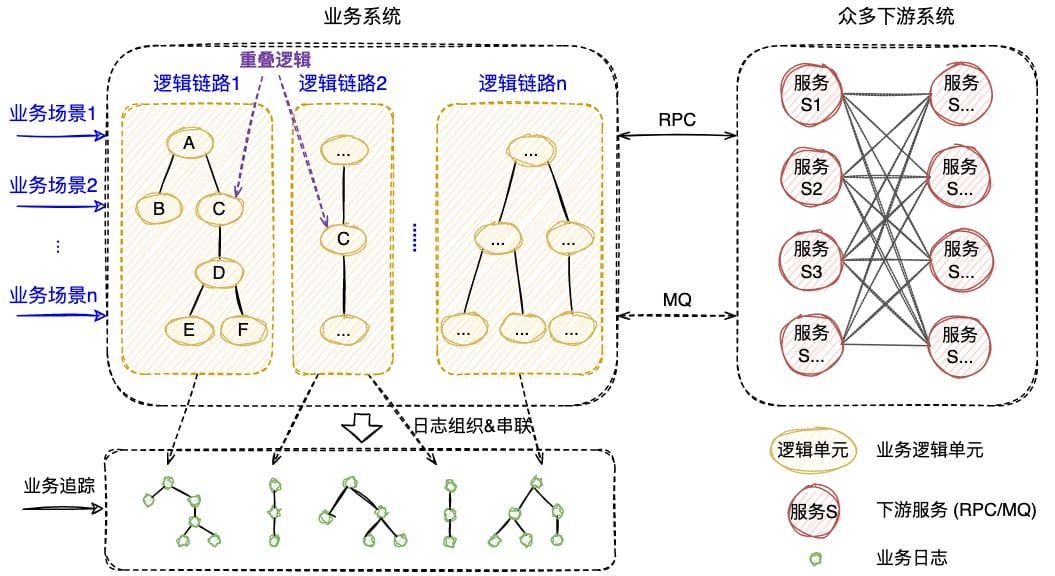 业务系统
众多下游系统
重叠逻辑
逻辑链路1
逻辑链路2
逻辑链路n
业务场景1
业务场景2
...
业务场景n
A
B
C
D
E
F
...
C
...
......
...
...
...
...
...
...
RPC
MQ
服务
S1
服务
S...
服务
S2
服务
S...
服务
S3
服务
S...
服务
S...
服务
S...
日志组织&串联
业务追踪
逻辑单元
业务逻辑单元
服务S
下游服务 (RPC/MQ)
业务日志